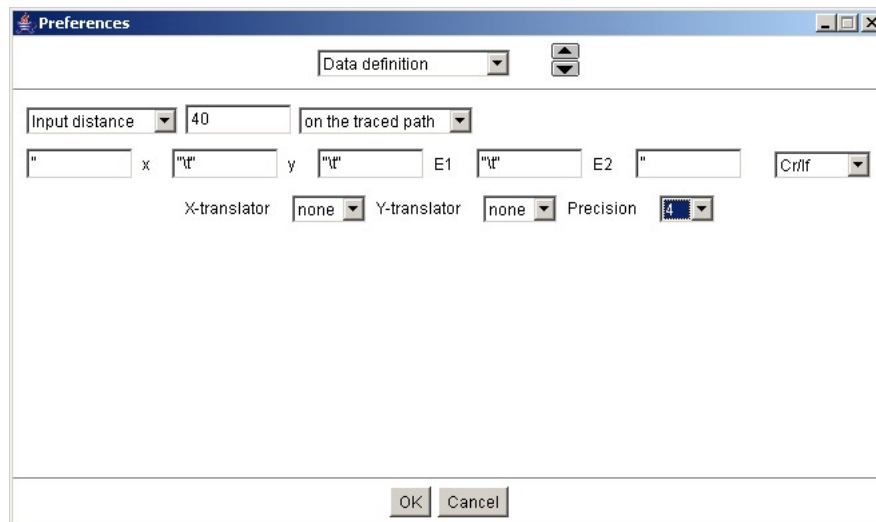 Preferences
Data definition
Input distance 40 on the traced path
" x "\t" y "\t" E1 "\t" E2 " Cr/lf
X-translator none Y-translator none Precision 4
OK Cancel